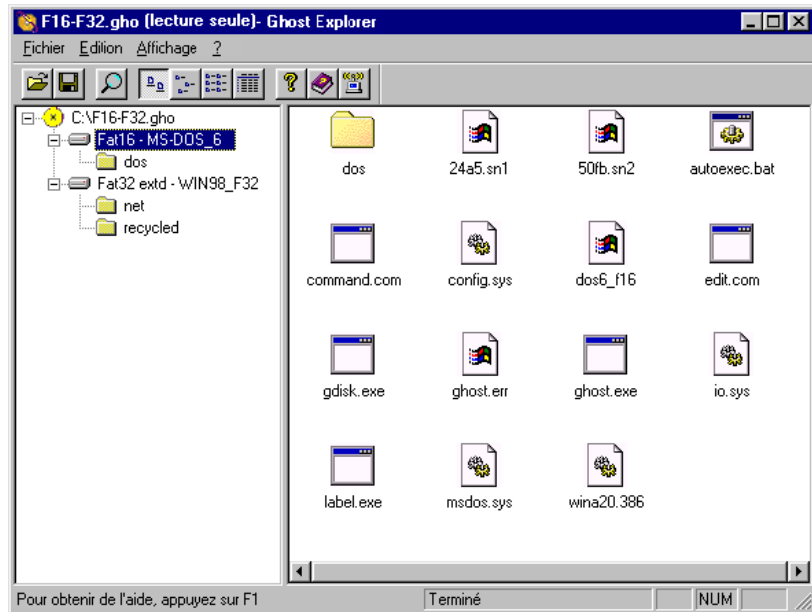 F16-F32.gho (lecture seule)- Ghost Explorer
Fichier Edition Affichage ?
C:\F16-F32.gho
Fat16 - MS-DOS_6
dos
Fat32 extd - WIN98_F32
net
recycled
dos 24a5.sn1 50fb.sn2 autoexec.bat
command.com config.sys dos6_f16 edit.com
gdisk.exe ghost.err ghost.exe io.sys
label.exe msdos.sys wina20.386
Pour obtenir de l'aide, appuyez sur F1 Terminé NUM